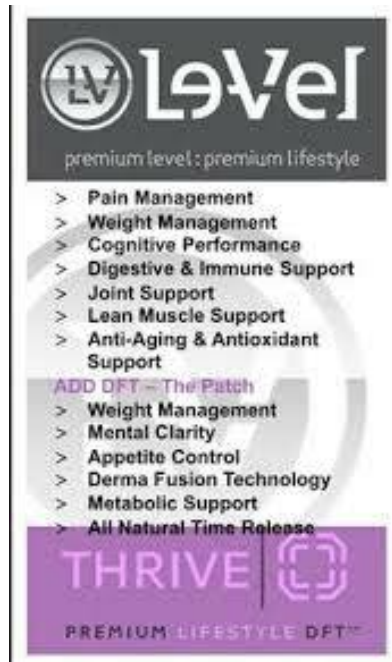 LV
LeVel
premium level : premium lifestyle
> Pain Management
> Weight Management
> Cognitive Performance
> Digestive & Immune Support
> Joint Support
> Lean Muscle Support
> Anti-Aging & Antioxidant
Support
ADD DFT – The Patch
> Weight Management
> Mental Clarity
> Appetite Control
> Derma Fusion Technology
> Metabolic Support
> All Natural Time Release
THRIVE
PREMIUM LIFESTYLE DFT™